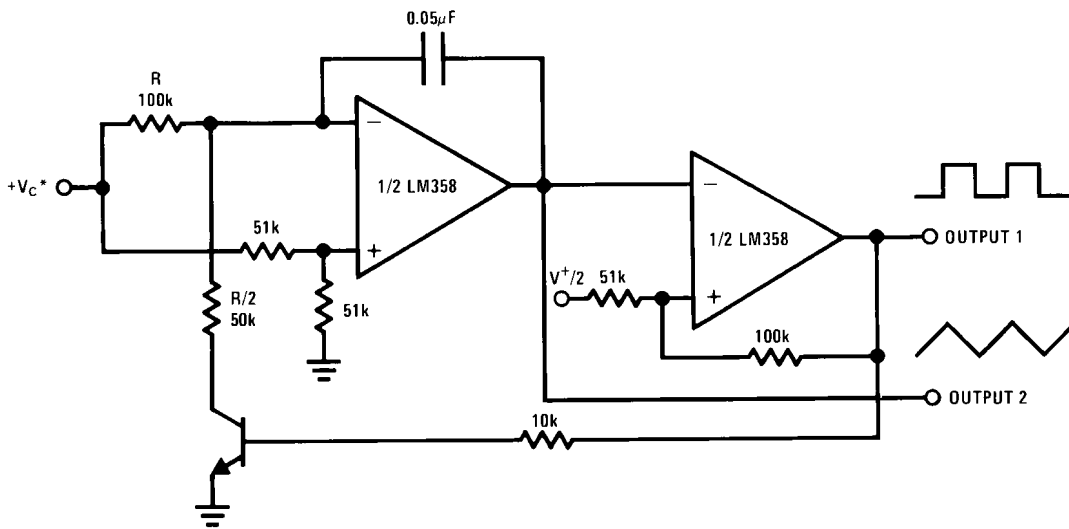 0.05μF
R
100k
−
1/2 LM358
+VC*
51k
+
51k
R/2
50k
−
1/2 LM358
OUTPUT 1
V+/2
51k
+
100k
OUTPUT 2
10k